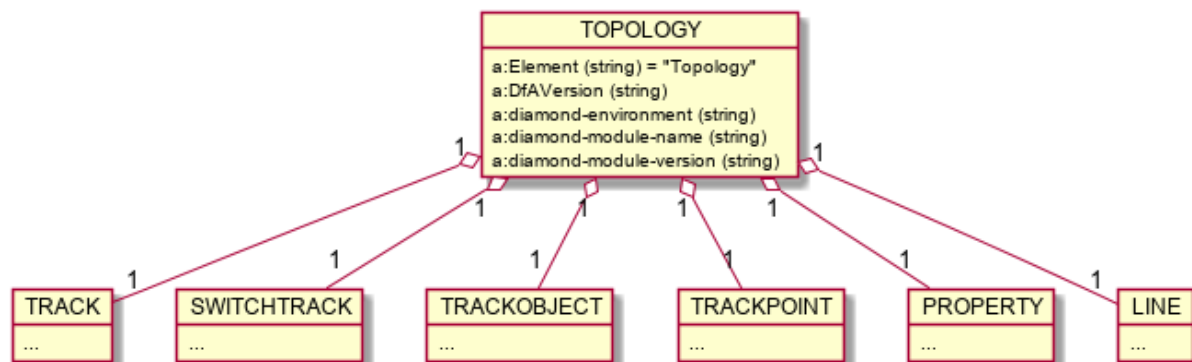 TOPOLOGY
a:Element (string) = "Topology"
a:DfAVersion (string)
a:diamond-environment (string)
a:diamond-module-name (string)
a:diamond-module-version (string)
1 1 1 1 1 1
1 1 1 1 1 1
TRACK SWITCHTRACK TRACKOBJECT TRACKPOINT PROPERTY LINE
... ... ... ... ... ...